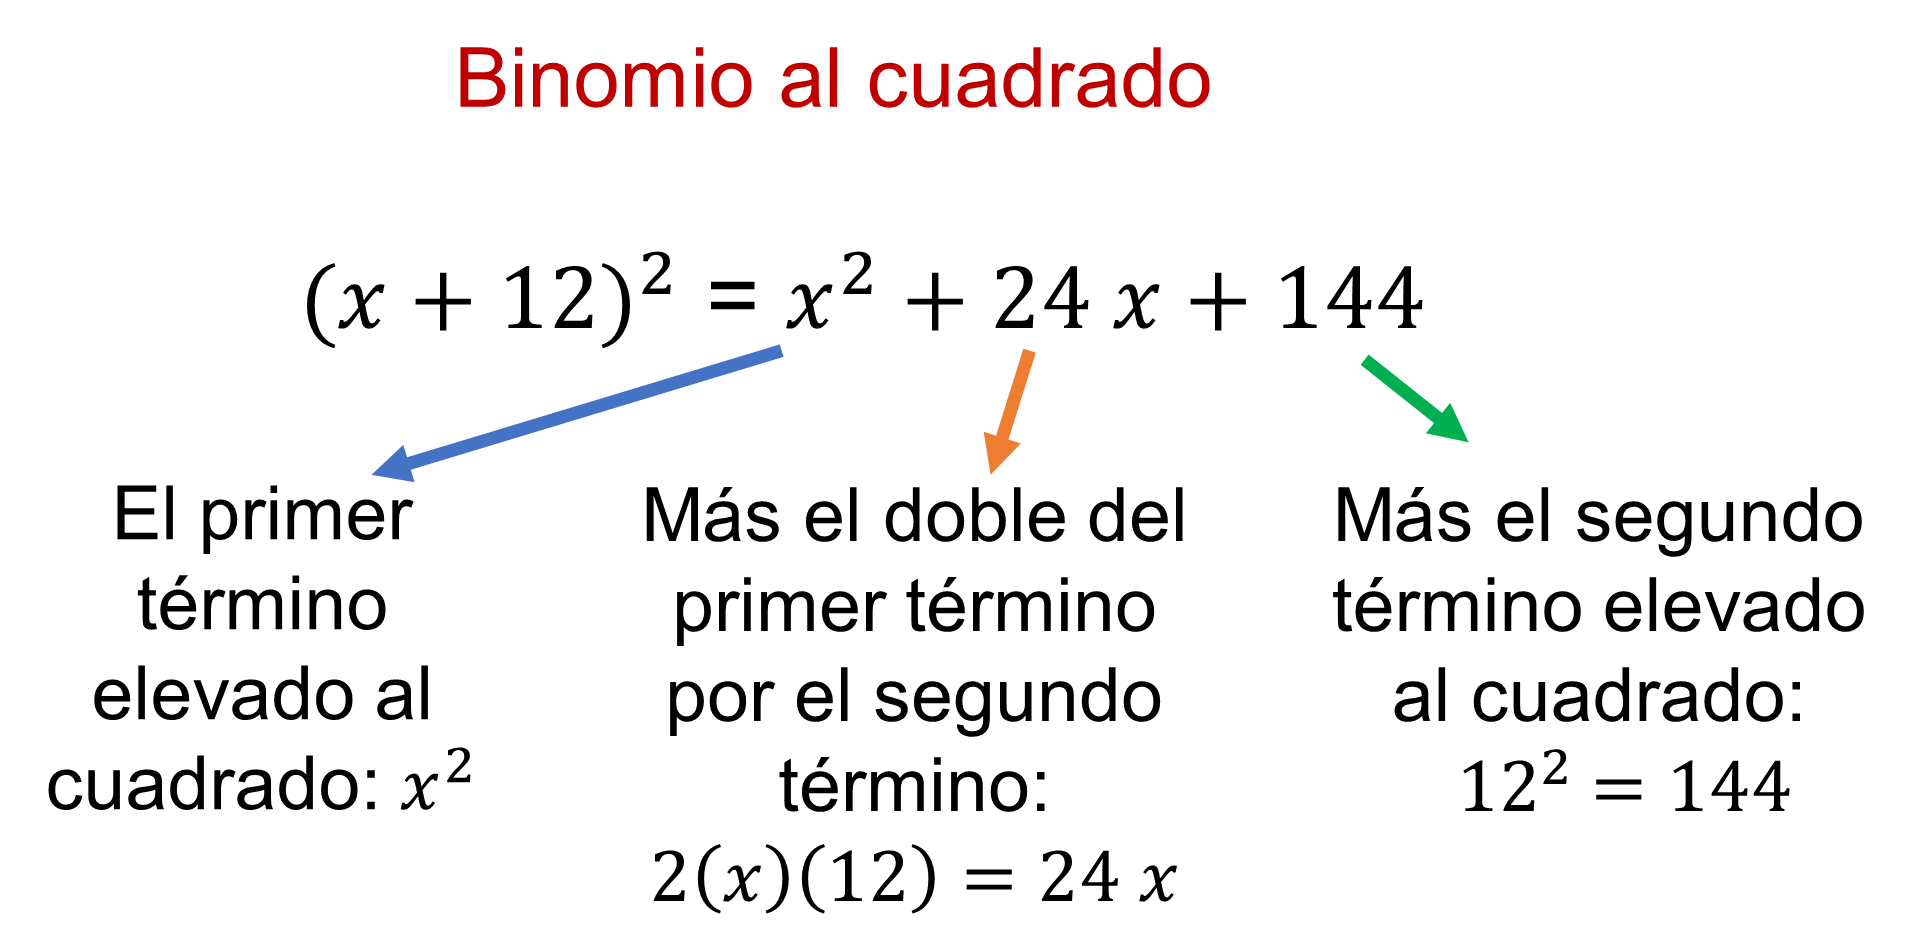 Binomio al cuadrado
(x + 12)² = x² + 24 x + 144
El primer
término
elevado al
cuadrado: x²
Más el doble del
primer término
por el segundo
término:
2(x)(12) = 24 x
Más el segundo
término elevado
al cuadrado:
12² = 144